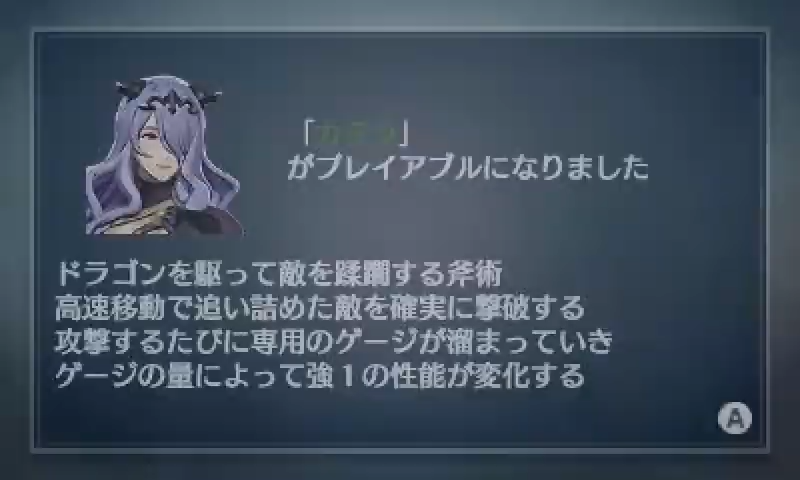 「カミラ」
がプレイアブルになりました
ドラゴンを駆って敵を蹂躙する斧術
高速移動で追い詰めた敵を確実に撃破する
攻撃するたびに専用のゲージが溜まっていき
ゲージの量によって強1の性能が変化する
A